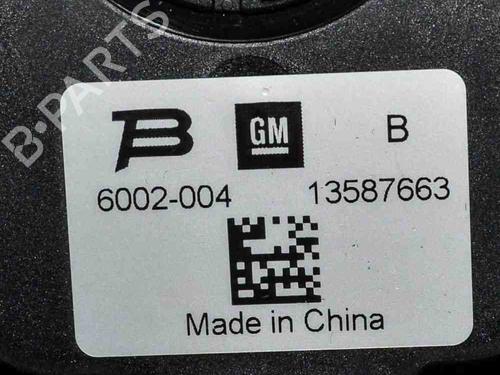 B-PARTS
B GM B
6002-004 13587663
Made in China